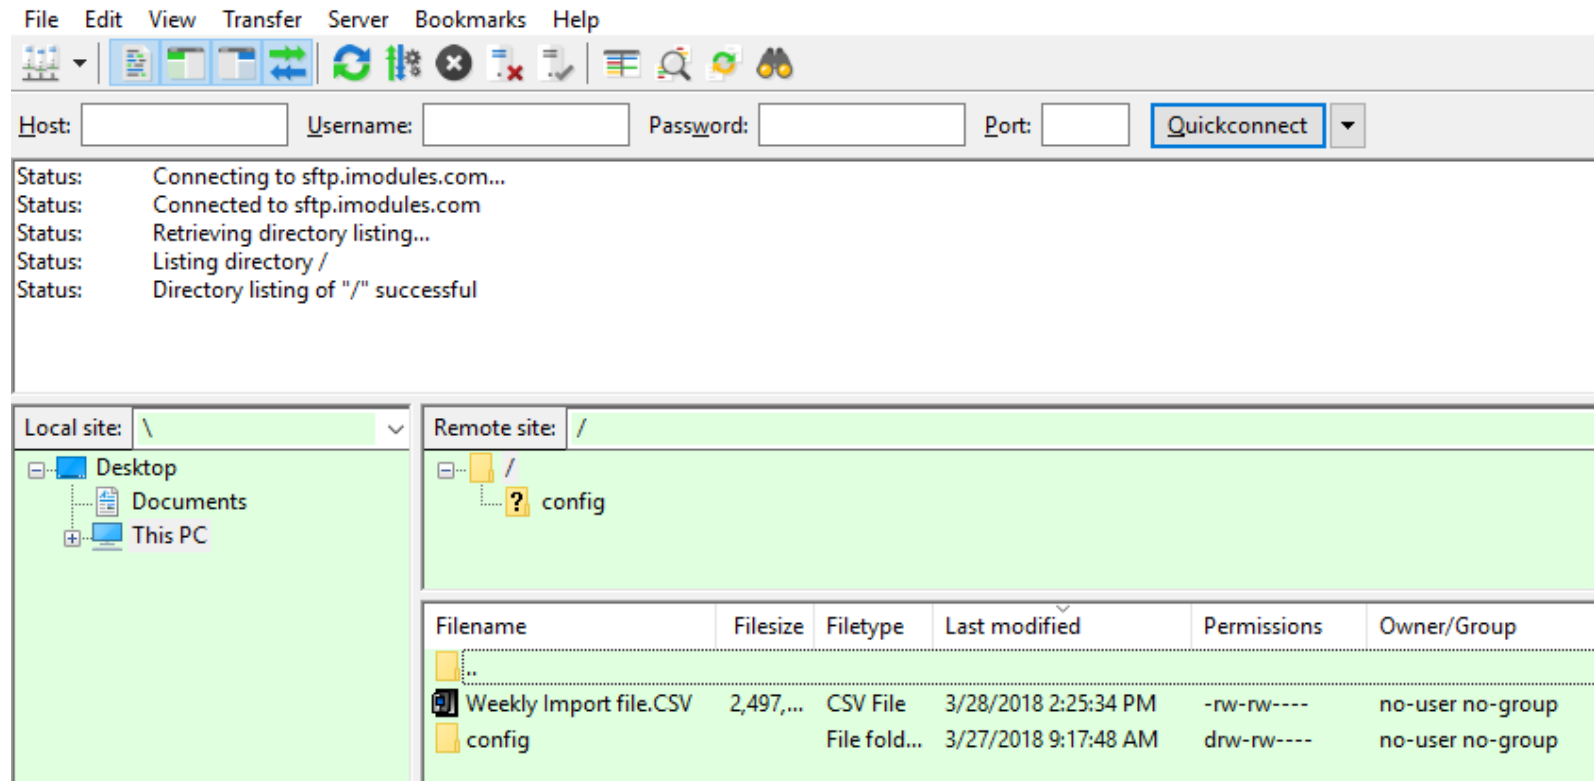 File Edit View Transfer Server Bookmarks Help
Host: Username: Password: Port: Quickconnect
Status: Connecting to sftp.imodules.com...
Status: Connected to sftp.imodules.com
Status: Retrieving directory listing...
Status: Listing directory /
Status: Directory listing of "/" successful
Local site: \
Remote site: /
Desktop
Documents
This PC
/
? config
Filename Filesize Filetype Last modified Permissions Owner/Group
..
Weekly Import file.CSV 2,497,... CSV File 3/28/2018 2:25:34 PM -rw-rw---- no-user no-group
config File fold... 3/27/2018 9:17:48 AM drw-rw---- no-user no-group